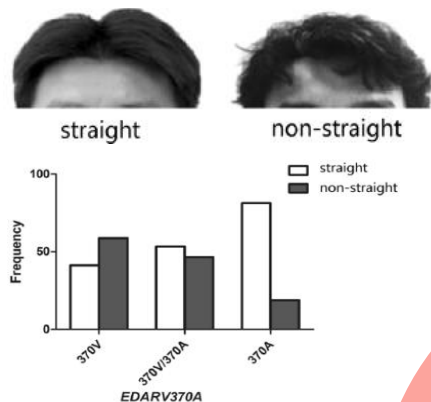 straight
non-straight
straight
non-straight
100
50
0
Frequency
370V
370V/370A
370A
EDARV370A